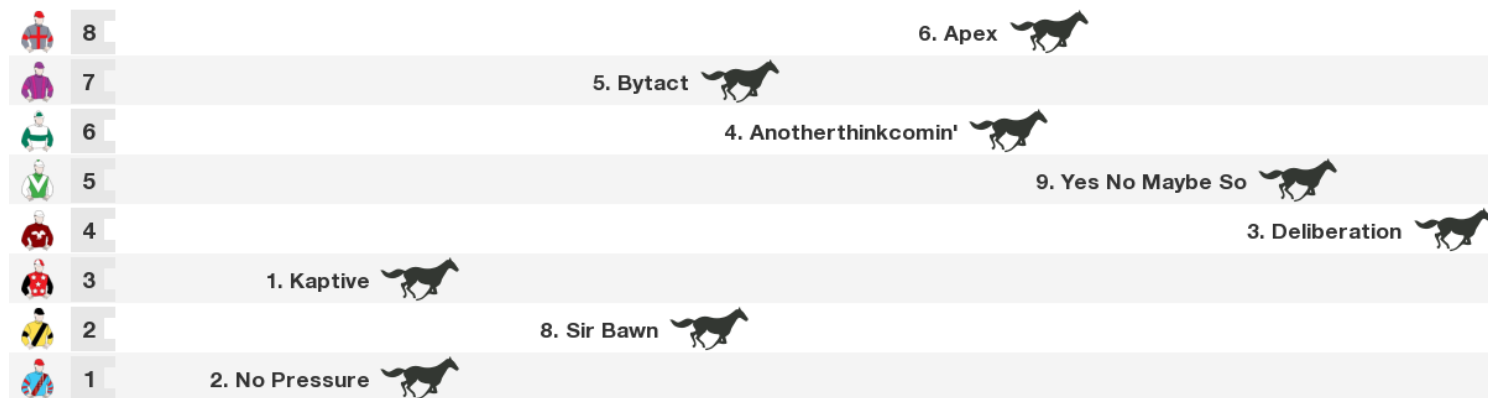 8 6. Apex
7 5. Bytact
6 4. Anotherthinkcomin'
5 9. Yes No Maybe So
4 3. Deliberation
3 1. Kaptive
2 8. Sir Bawn
1 2. No Pressure